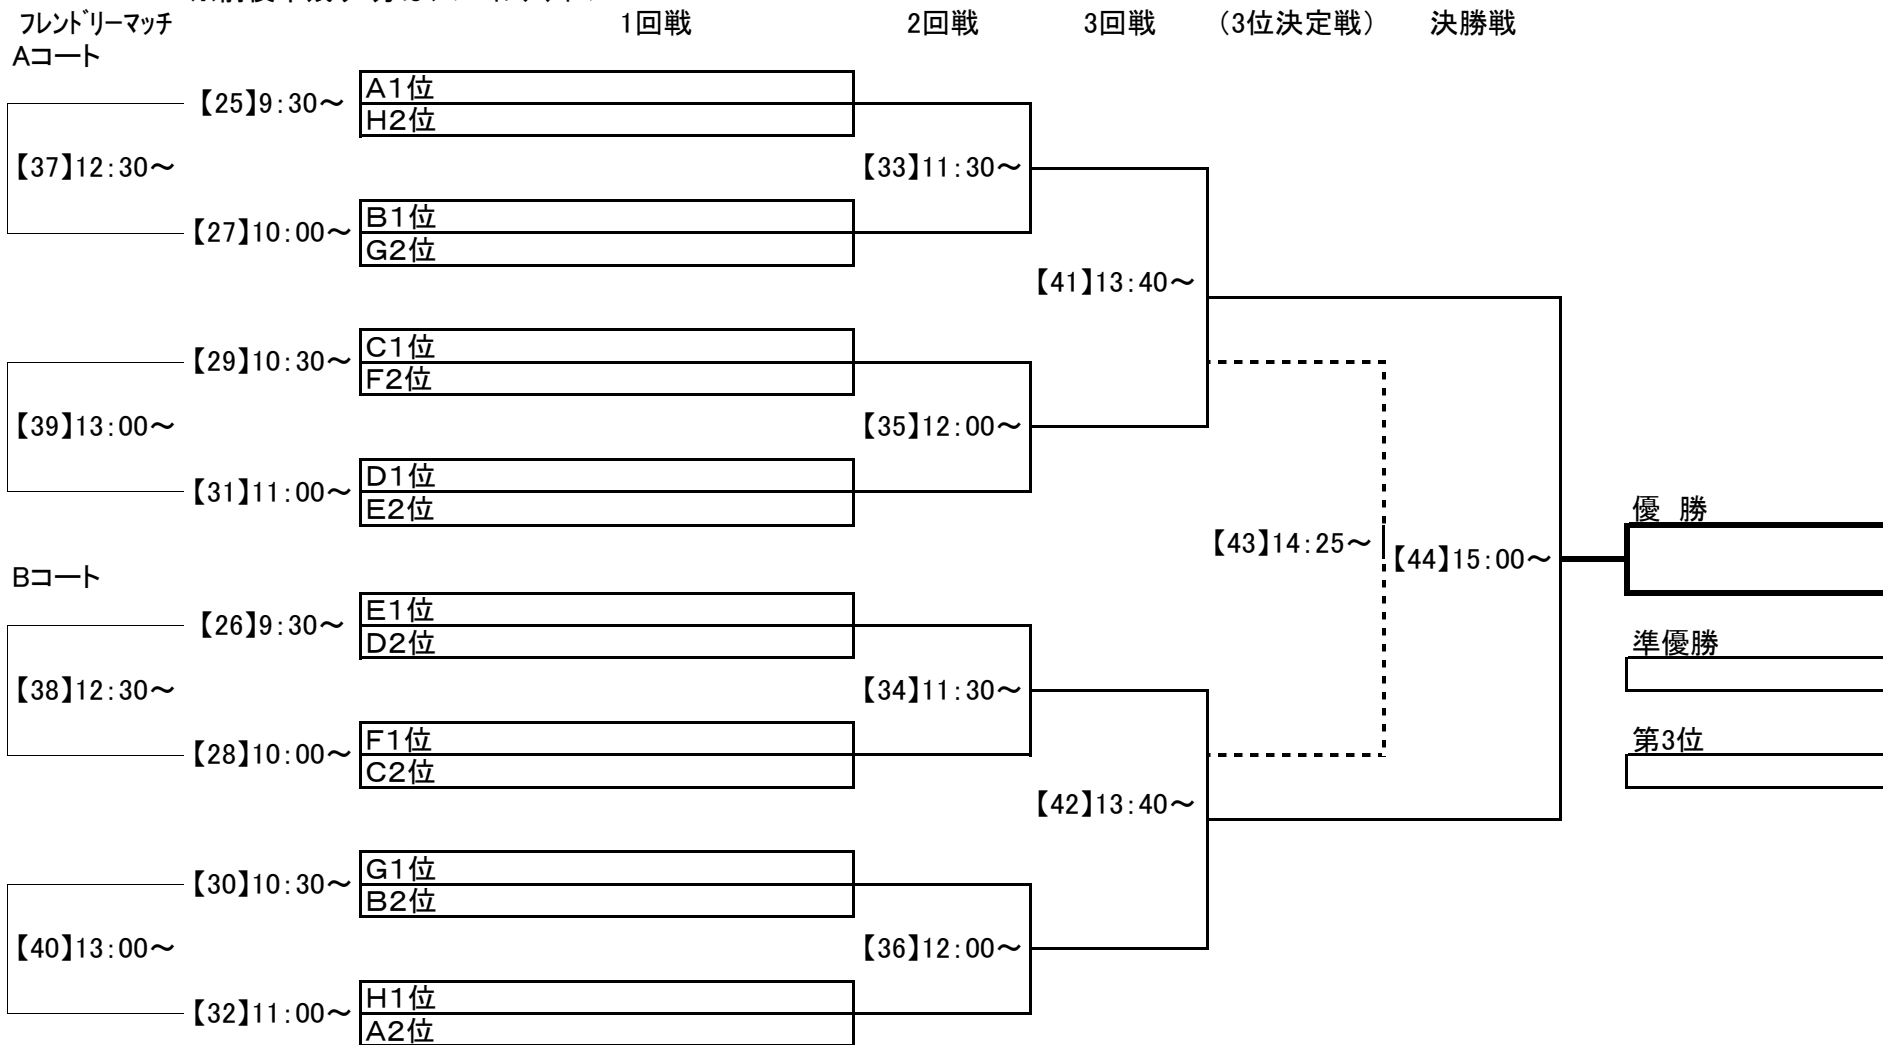 フレンドリーマッチ 1回戦 2回戦 3回戦 （3位決定戦） 決勝戦
Aコート
【25】9：30～ A1位
H2位
【37】12：30～ 【33】11：30～
【27】10：00～ B1位
G2位
【41】13：40～
【29】10：30～ C1位
F2位
【39】13：00～ 【35】12：00～
【31】11：00～ D1位
E2位
優 勝
【43】14：25～ 【44】15：00～
Bコート
【26】9：30～ E1位
D2位
準優勝
【38】12：30～ 【34】11：30～
【28】10：00～ F1位
第3位
C2位
【42】13：40～
【30】10：30～ G1位
B2位
【40】13：00～ 【36】12：00～
【32】11：00～ H1位
A2位